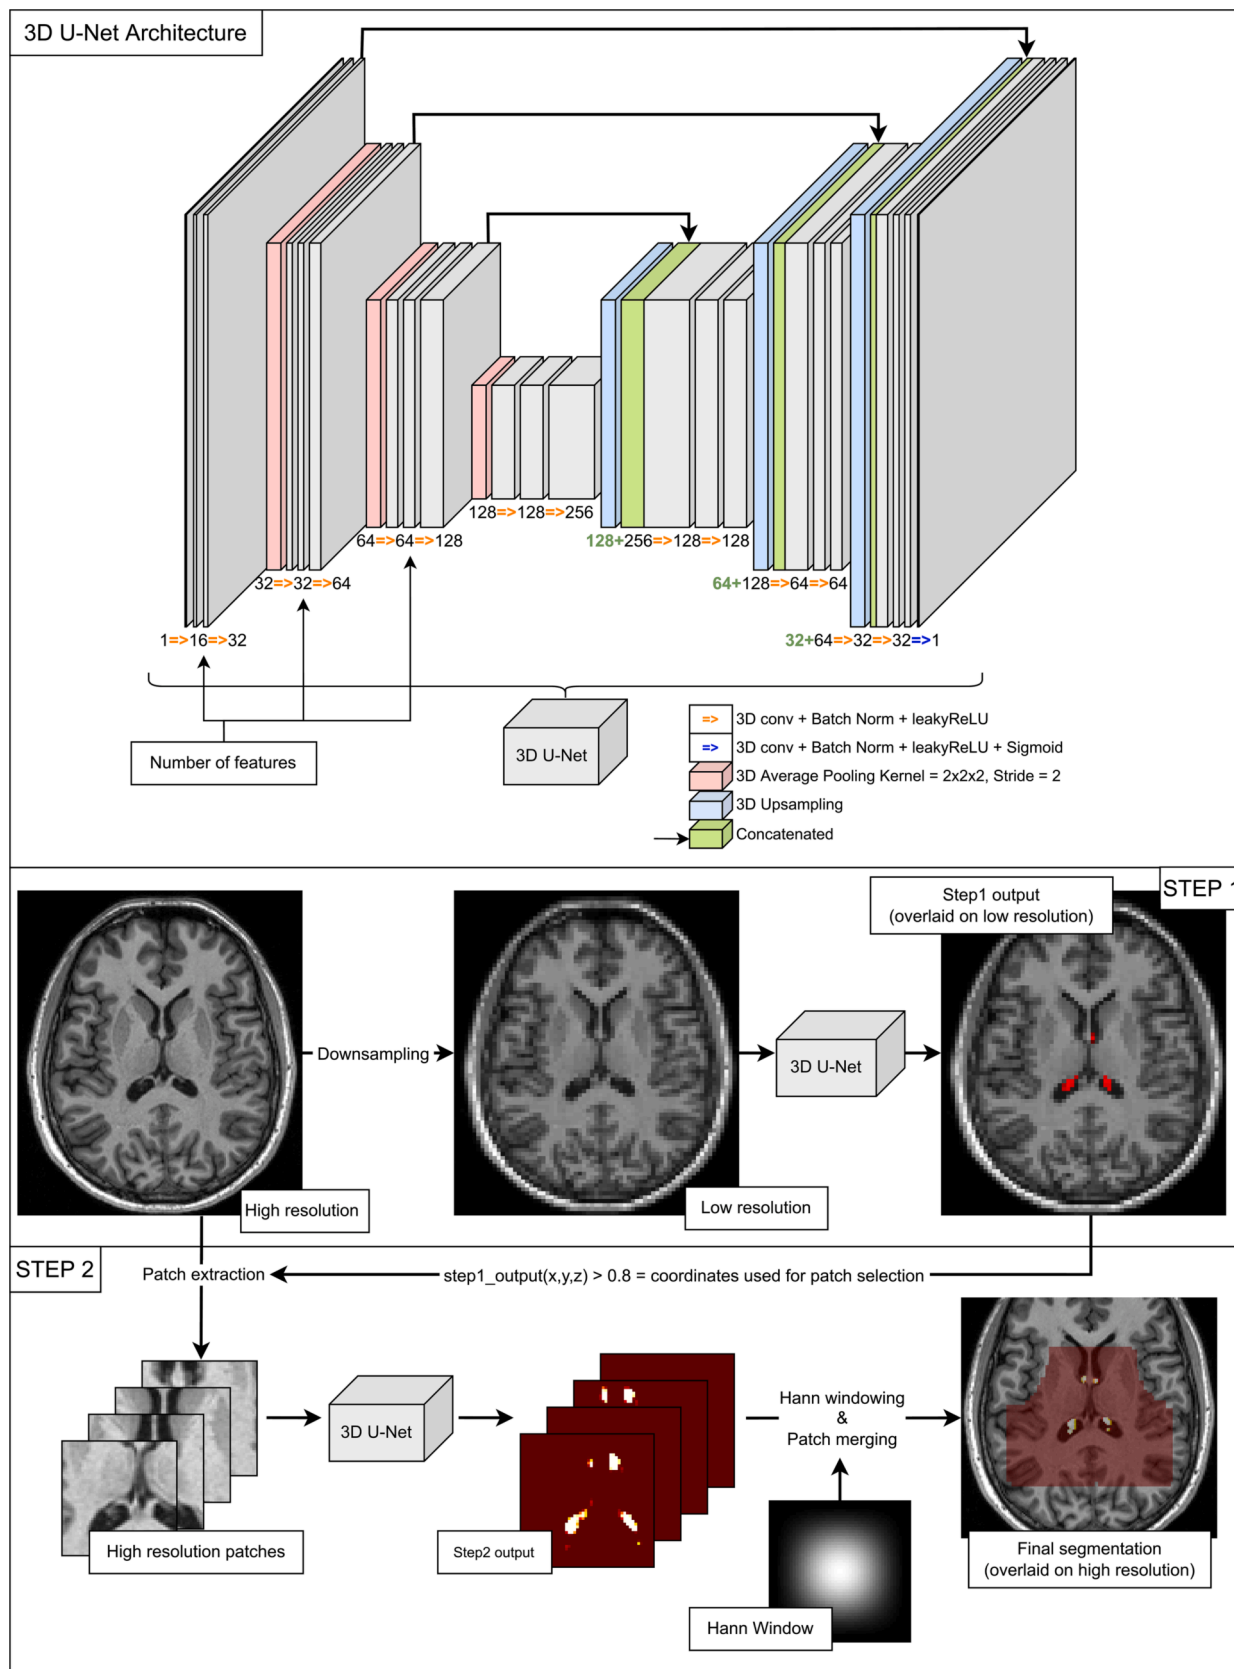 3D U-Net Architecture
128=>128=>256
64=>64=>128
128+256=>128=>128
32=>32=>64
64+128=>64=>64
1=>16=>32
32+64=>32=>32=>1
Number of features
3D U-Net
=> 3D conv + Batch Norm + leakyReLU
=> 3D conv + Batch Norm + leakyReLU + Sigmoid
3D Average Pooling Kernel = 2x2x2, Stride = 2
3D Upsampling
Concatenated
STEP 1
Step1 output
(overlaid on low resolution)
Downsampling
3D U-Net
High resolution
Low resolution
STEP 2
Patch extraction
step1_output(x,y,z) > 0.8 = coordinates used for patch selection
3D U-Net
Hann windowing
&
Patch merging
High resolution patches
Step2 output
Hann Window
Final segmentation
(overlaid on high resolution)